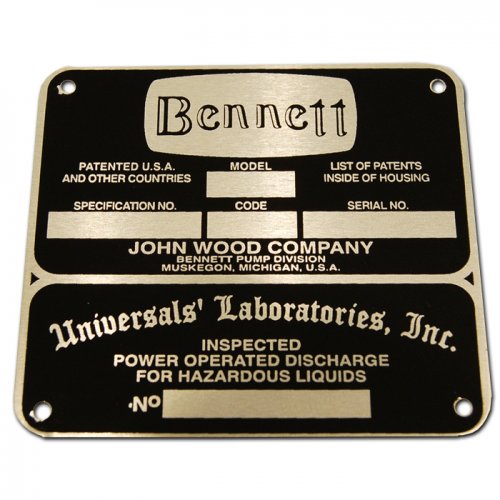 Bennett
PATENTED U.S.A.
AND OTHER COUNTRIES
MODEL
LIST OF PATENTS
INSIDE OF HOUSING
SPECIFICATION NO.
CODE
SERIAL NO.
JOHN WOOD COMPANY
BENNETT PUMP DIVISION
MUSKEGON, MICHIGAN, U.S.A.
Universals' Laboratories, Inc.
INSPECTED
POWER OPERATED DISCHARGE
FOR HAZARDOUS LIQUIDS
NO